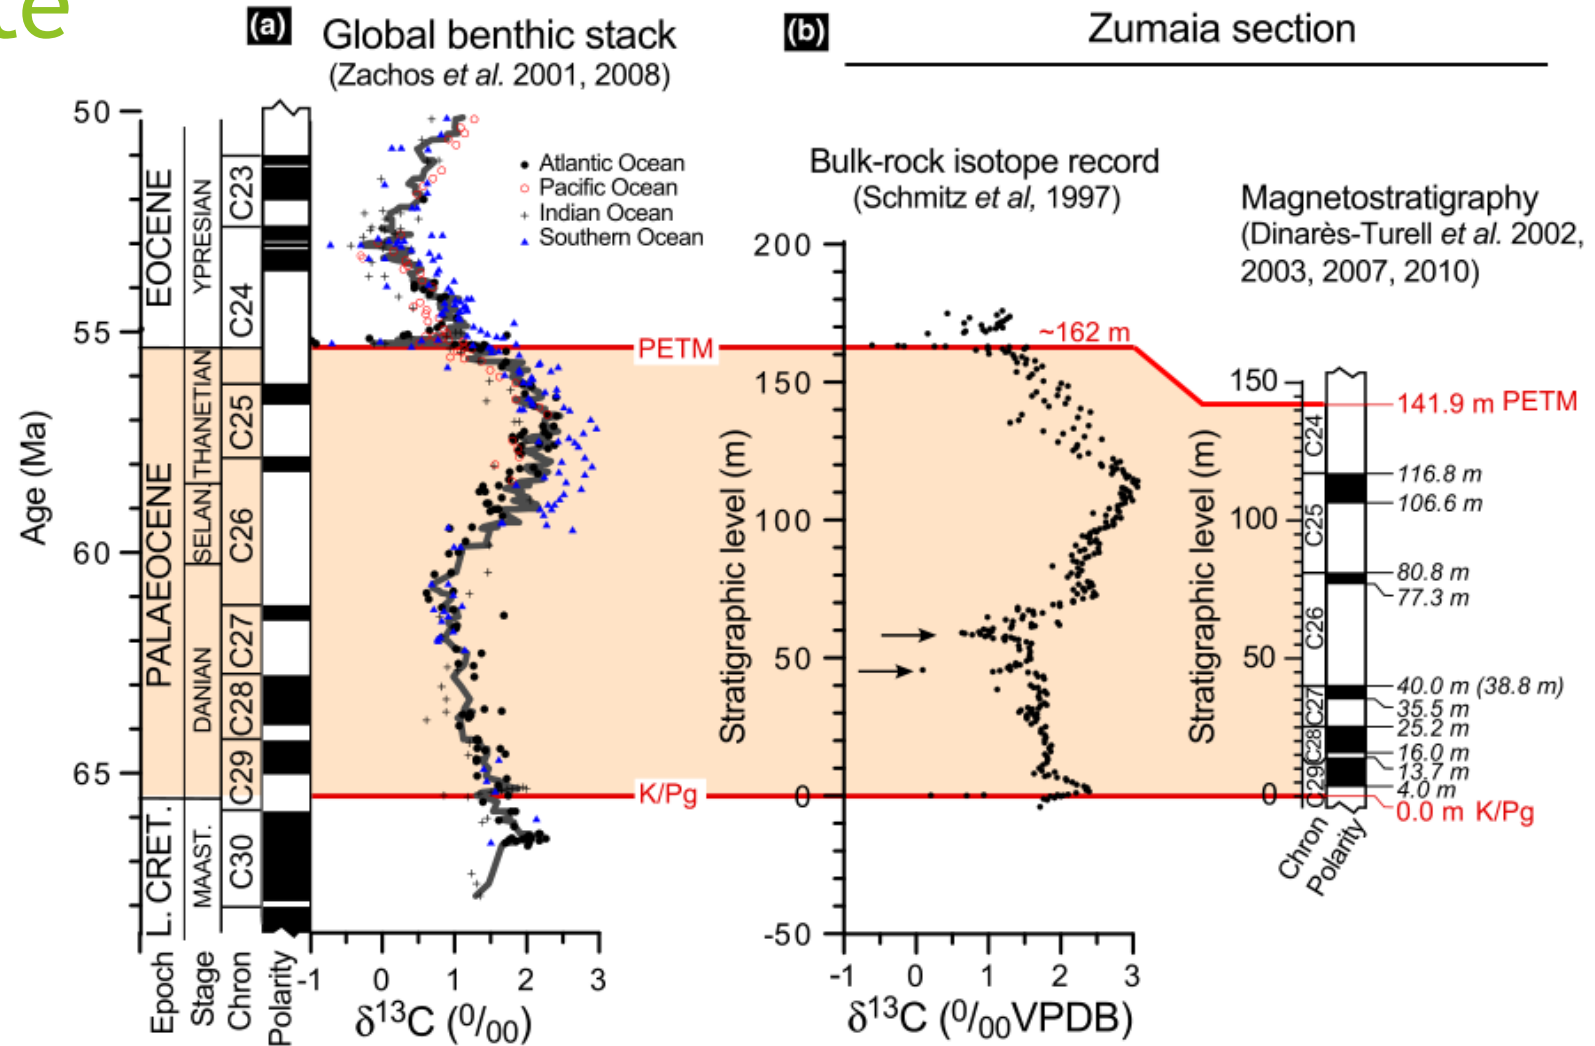 (a)
Global benthic stack
(Zachos et al. 2001, 2008)
(b)
Zumaia section
50
55
60
65
Age (Ma)
EOCENE
PALAEOCENE
L. CRET.
YPRESIAN
THANETIAN
SELAN.
DANIAN
MAAST.
C23
C24
C25
C26
C27
C28
C29
C30
Epoch
Stage
Chron
Polarity
Atlantic Ocean
Pacific Ocean
Indian Ocean
Southern Ocean
PETM
K/Pg
-1
0
1
2
3
δ¹³C (⁰/₀₀)
Bulk-rock isotope record
(Schmitz et al, 1997)
200
150
100
50
0
-50
Stratigraphic level (m)
~162 m
-1
0
1
2
3
δ¹³C (⁰/₀₀VPDB)
Magnetostratigraphy
(Dinarès-Turell et al. 2002,
2003, 2007, 2010)
Stratigraphic level (m)
150
100
50
0
C24
C25
C26
C27
C28
C29
Chron
Polarity
141.9 m PETM
116.8 m
106.6 m
80.8 m
77.3 m
40.0 m (38.8 m)
35.5 m
25.2 m
16.0 m
13.7 m
4.0 m
0.0 m K/Pg